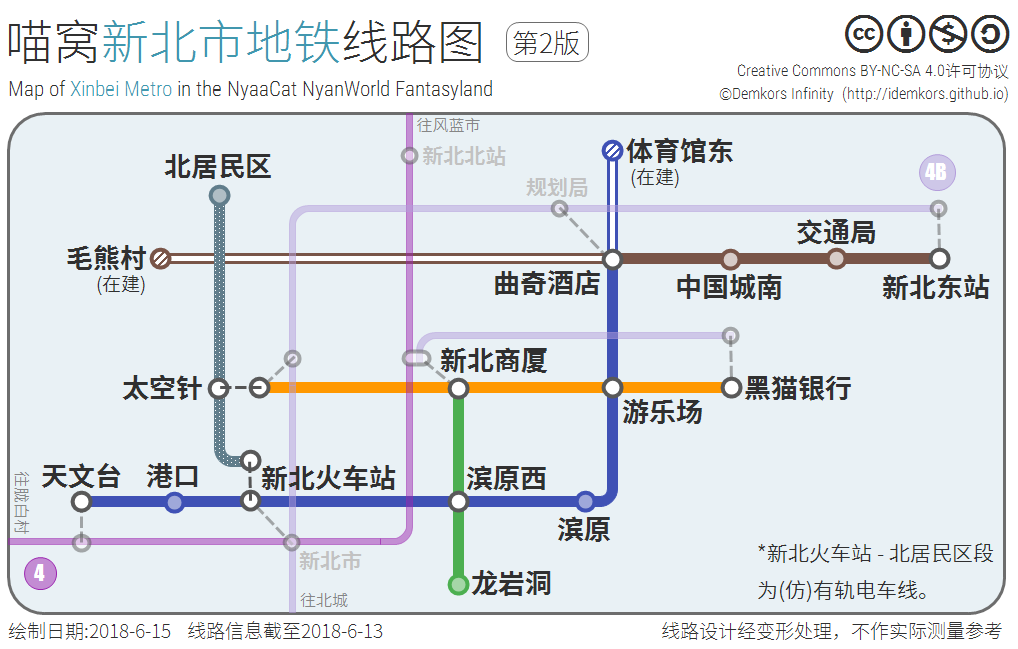 喵窝新北市地铁线路图 第2版
Map of Xinbei Metro in the NyaaCat NyanWorld Fantasyland
cc
Creative Commons BY-NC-SA 4.0许可协议
©Demkors Infinity (http://idemkors.github.io)
往风蓝市
新北北站
体育馆东
(在建)
北居民区
规划局
4B
毛熊村
(在建)
交通局
曲奇酒店
中国城南
新北东站
新北商厦
太空针
黑猫银行
游乐场
天文台
港口
新北火车站
滨原西
滨原
往胧白村
4
新北市
往北城
龙岩洞
*新北火车站 - 北居民区段
为(仿)有轨电车线。
绘制日期:2018-6-15 线路信息截至2018-6-13
线路设计经变形处理，不作实际测量参考